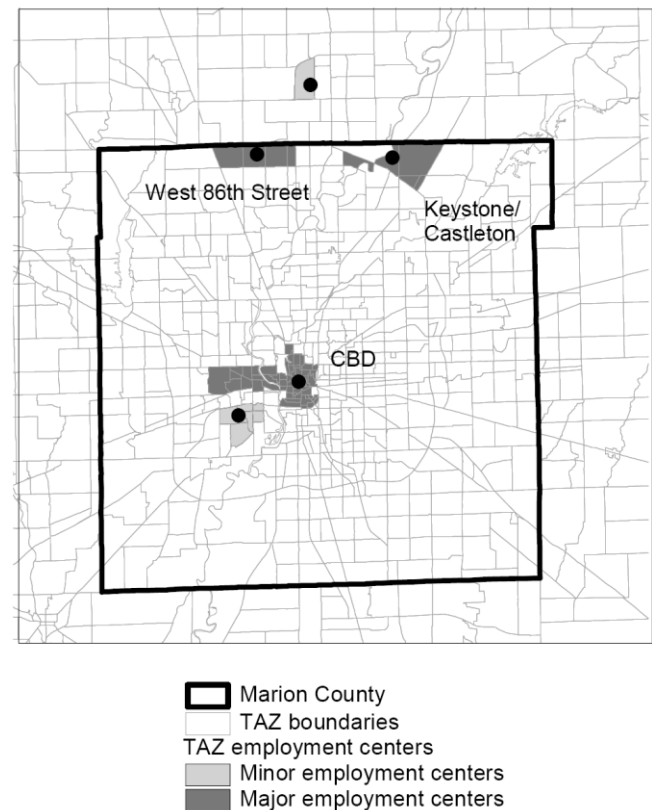 West 86th Street
Keystone/
Castleton
CBD
Marion County
TAZ boundaries
TAZ employment centers
Minor employment centers
Major employment centers